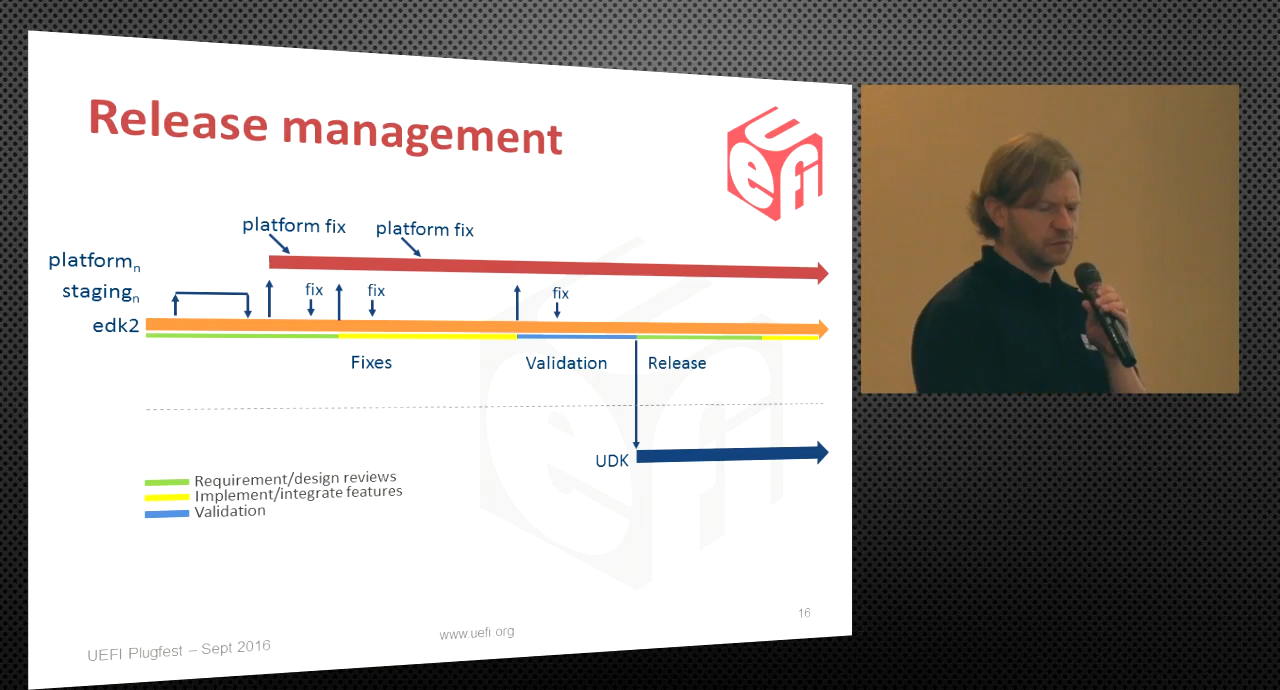 Release management
uefi
platform fix platform fix
platformn
stagingn
fix fix fix
edk2
Fixes Validation Release
UDK
Requirement/design reviews
Implement/integrate features
Validation
16
www.uefi.org
UEFI Plugfest – Sept 2016